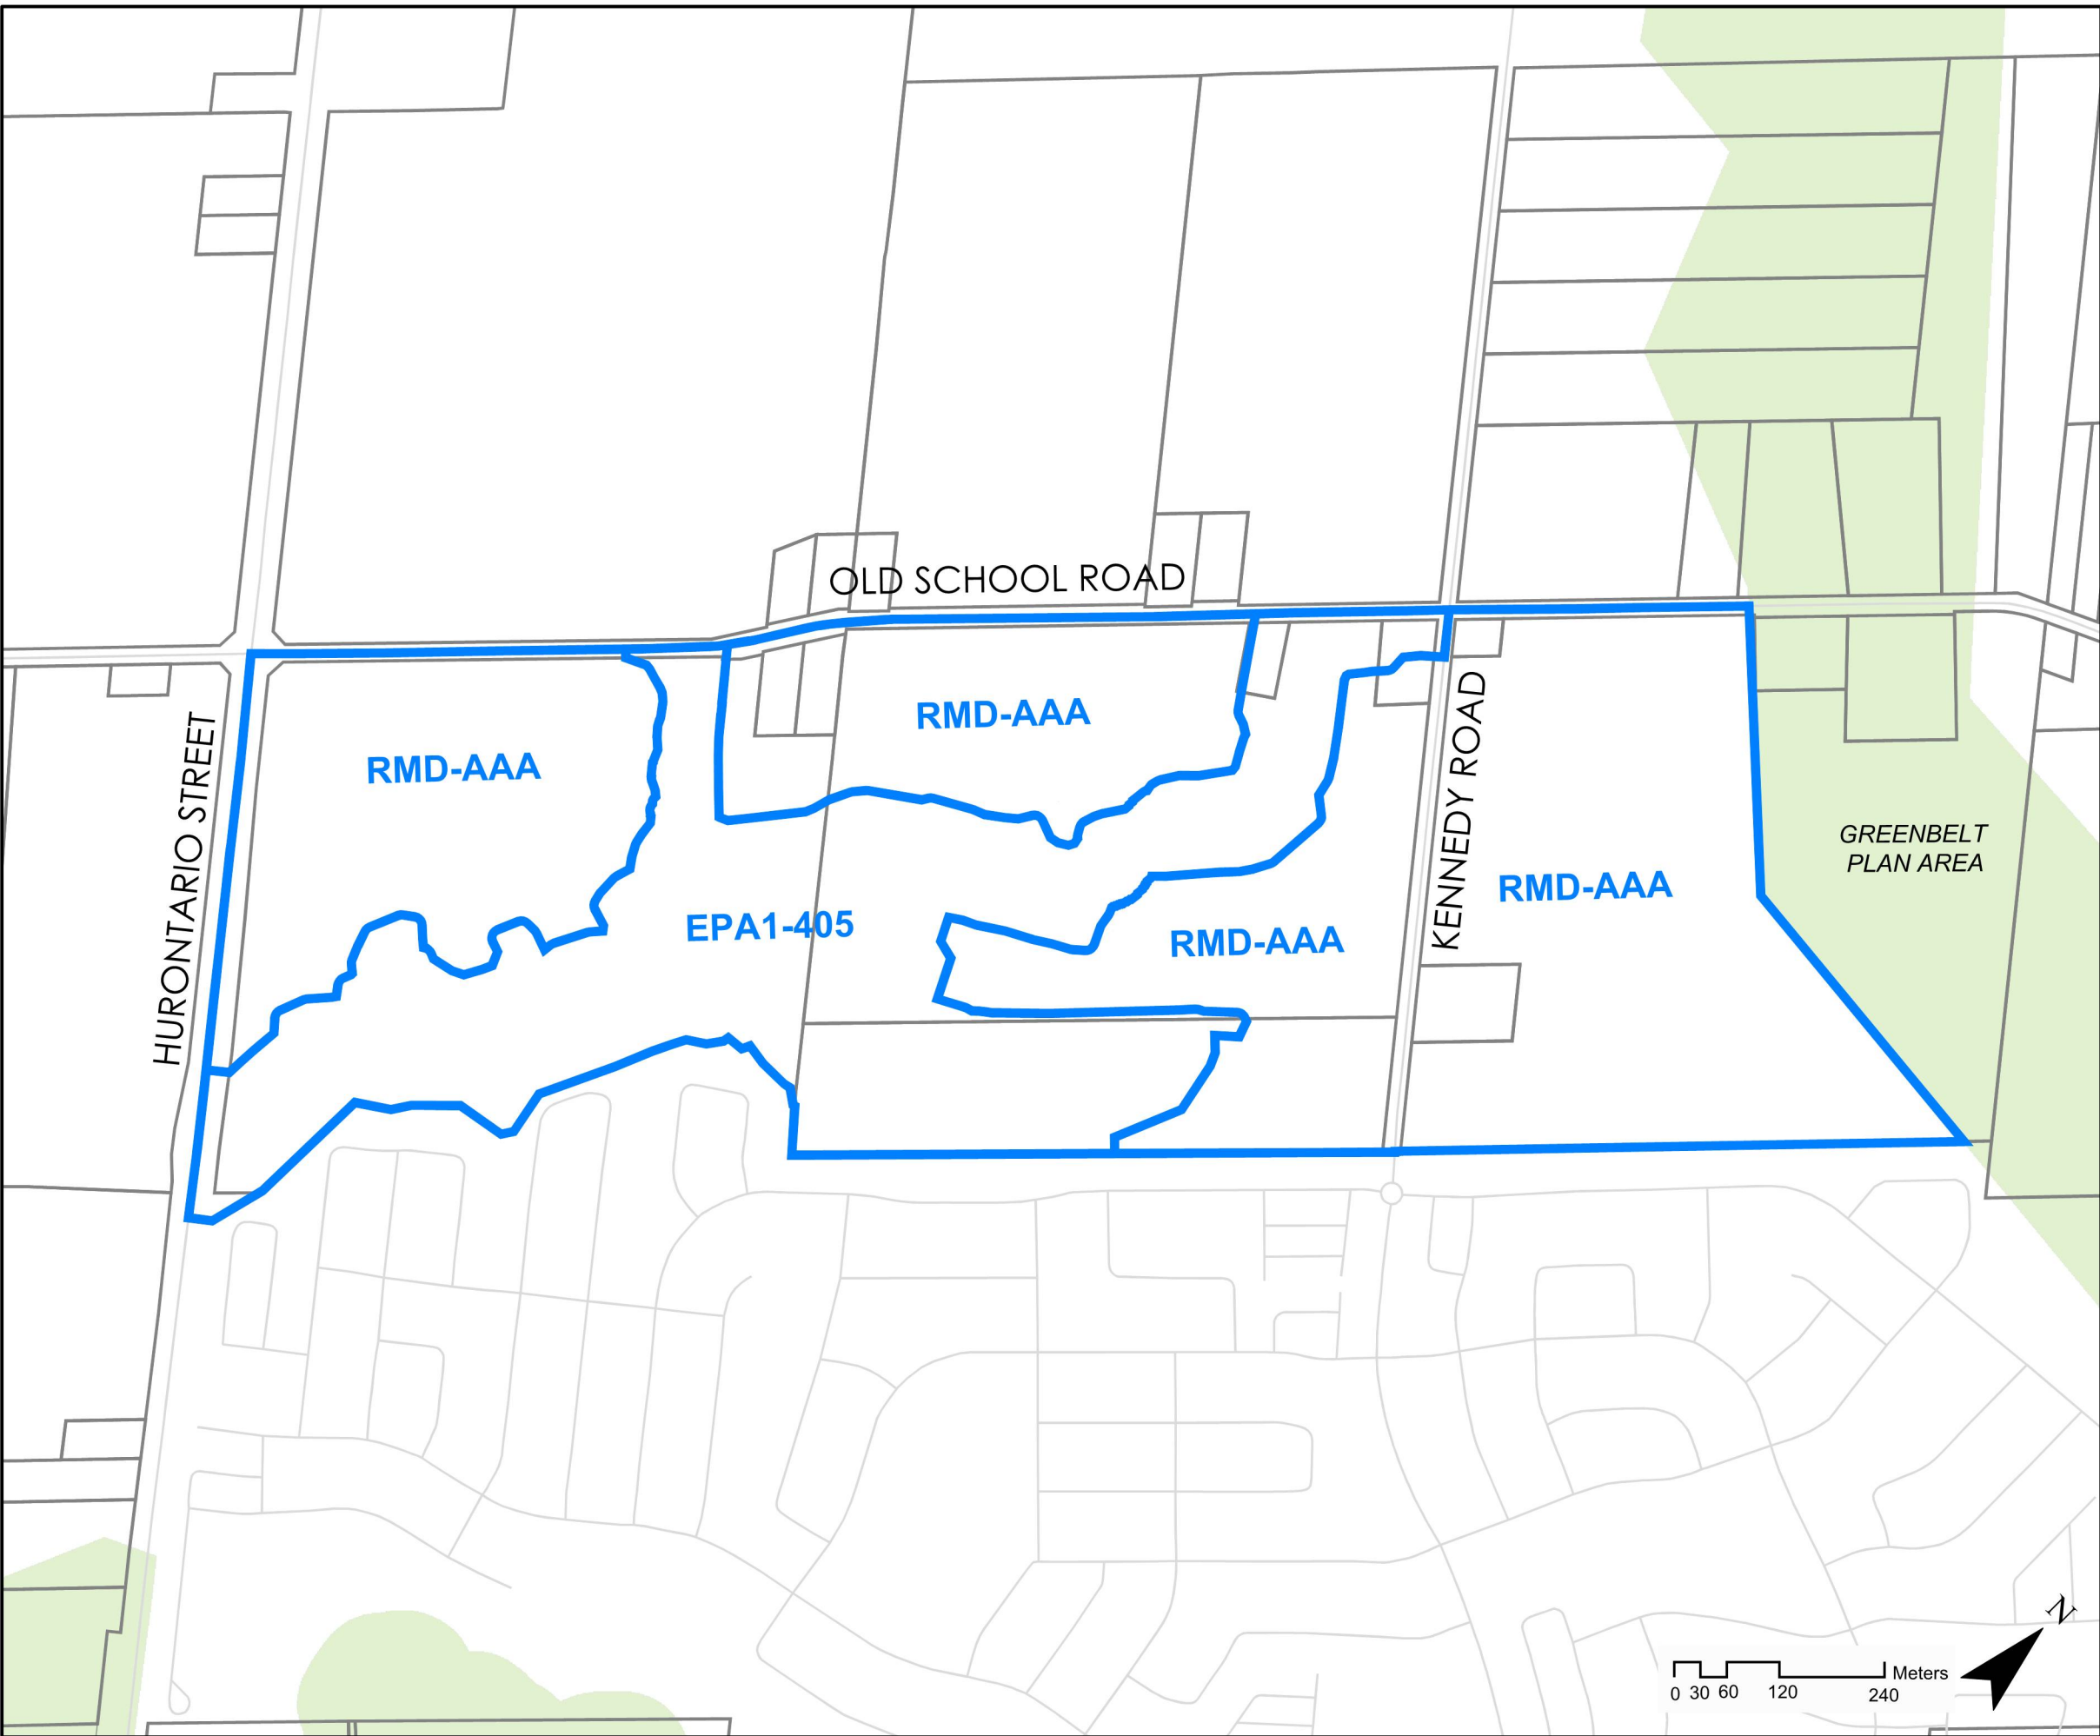 OLD SCHOOL ROAD
RMD-AAA
RMD-AAA
HURONTARIO STREET
KENNEDY ROAD
GREENBELT
PLAN AREA
RMD-AAA
EPA1-405
RMD-AAA
N
Meters
0 30 60 120 240